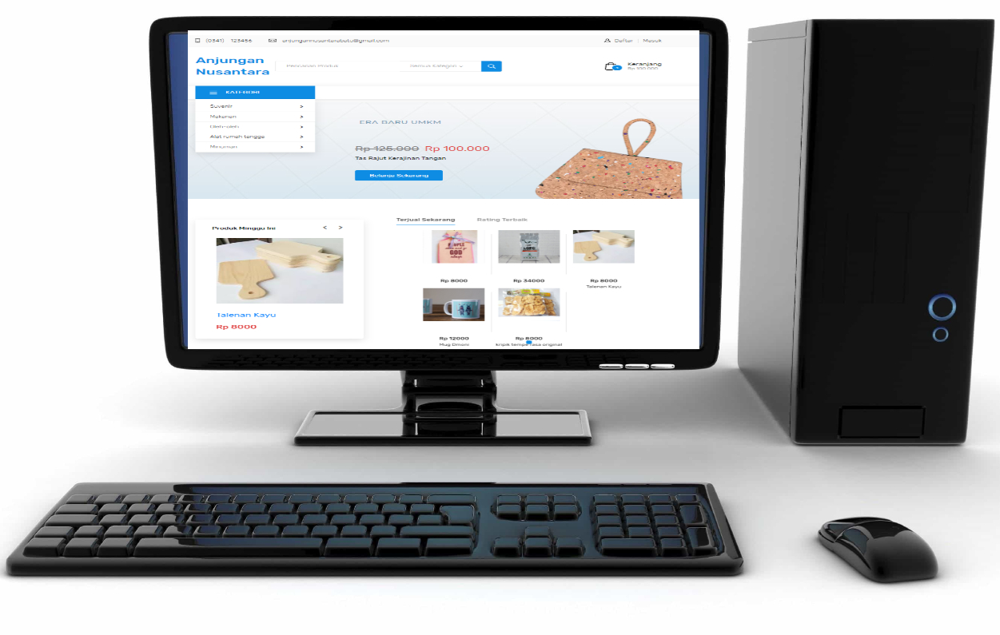 (0341) 123456
anjungannusantarabatu@gmail.com
Daftar | Masuk
Anjungan
Nusantara
Pencarian Produk
Semua Kategori
Keranjang
Rp 100.000
KATEGORI
Suvenir
Makanan
Oleh-oleh
Alat rumah tangga
Minuman
ERA BARU UMKM
Rp 125.000 Rp 100.000
Tas Rajut Kerajinan Tangan
Belanja Sekarang
Produk Minggu Ini < >
Talenan Kayu
Rp 8000
Terjual Sekarang
Rating Terbaik
GOD
Rp 8000
Rp 34000
Rp 8000
Talenan Kayu
Rp 12000
Mug Dmoni
Rp 8000
kripik tempe rasa original